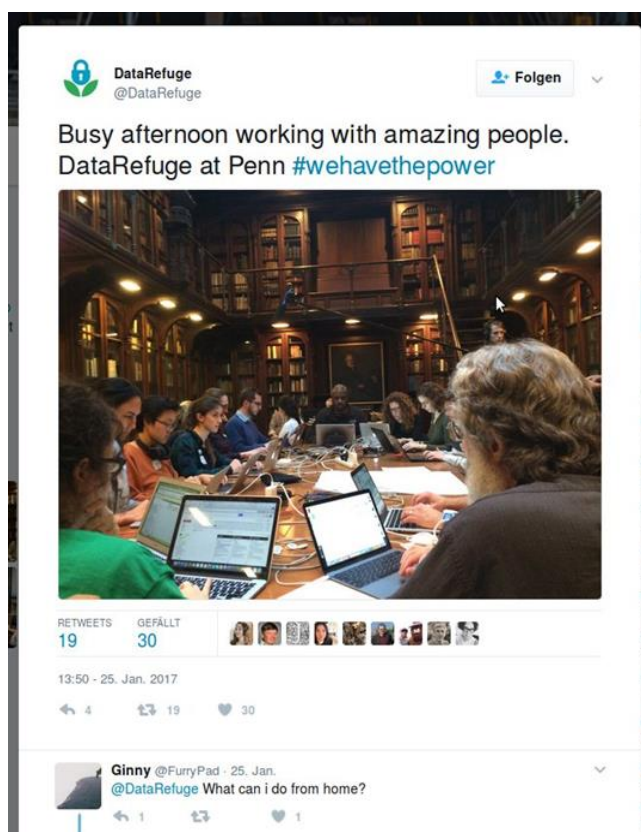 DataRefuge
@DataRefuge
Folgen
Busy afternoon working with amazing people.
DataRefuge at Penn #wehavethepower
RETWEETS
19
GEFÄLLT
30
13:50 - 25. Jan. 2017
4
19
30
Ginny @FurryPad · 25. Jan.
@DataRefuge What can i do from home?
1
1